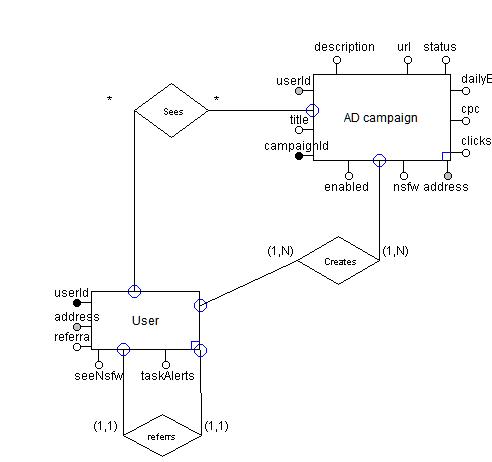 description
url
status
userId
dailyE
*
*
Sees
title
AD campaign
cpc
campaignId
clicks
enabled
nsfw
address
(1,N)
(1,N)
Creates
userId
address
User
referra
seeNsfw
taskAlerts
(1,1)
(1,1)
referrs